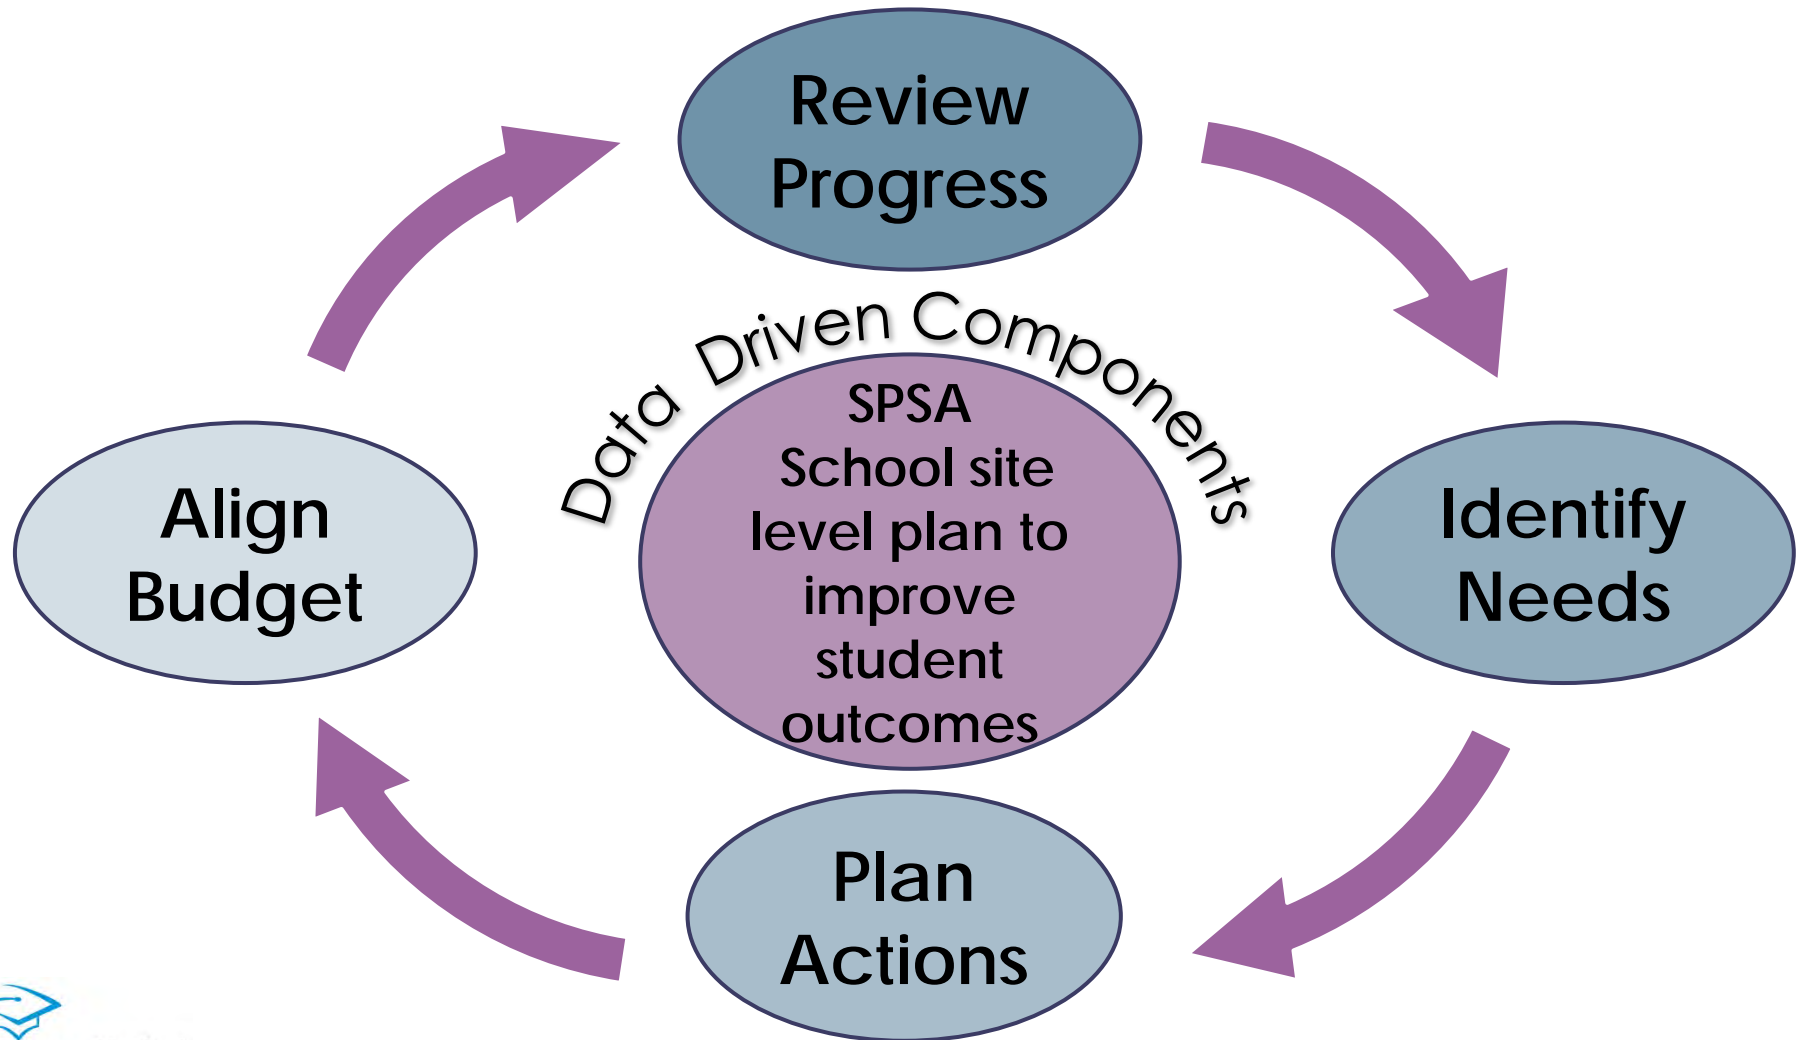 Review
Progress
Data Driven Components
SPSA
School site
level plan to
improve
student
outcomes
Align
Budget
Identify
Needs
Plan
Actions